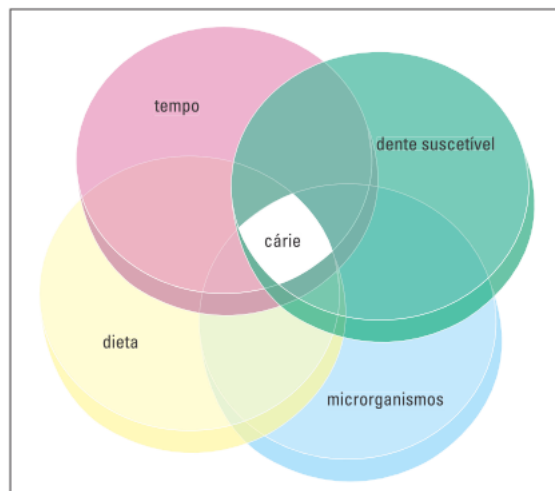 tempo
dente suscetível
cárie
dieta
microrganismos